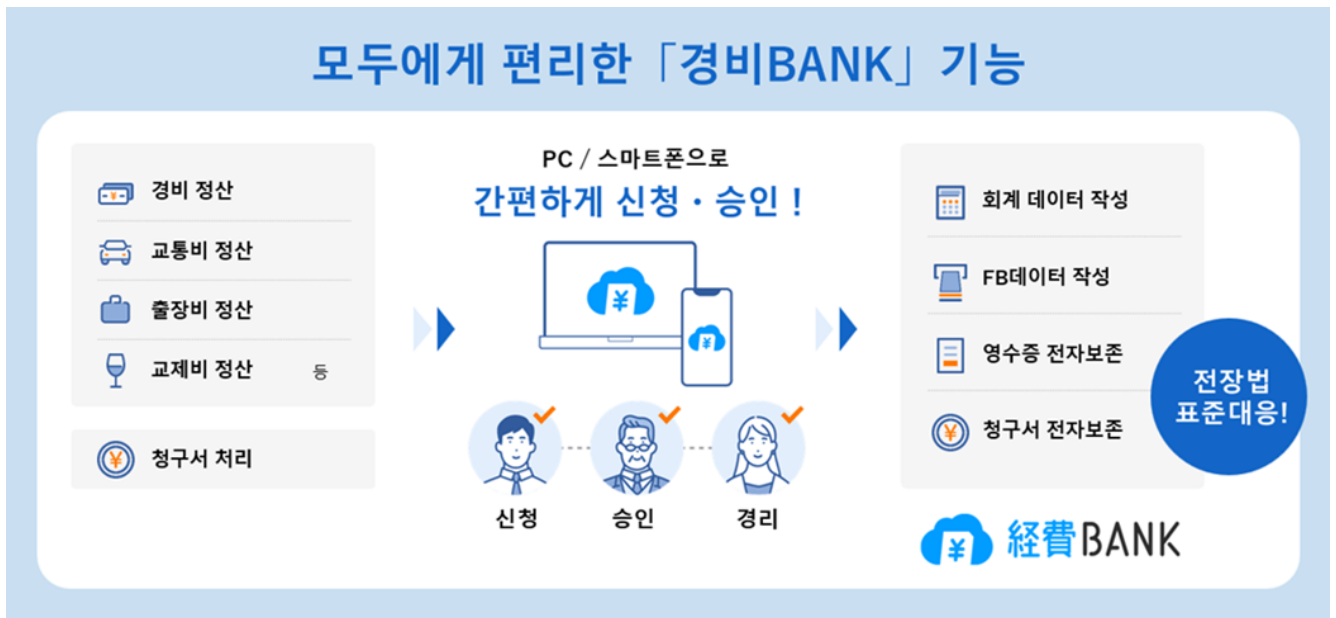 모두에게 편리한「경비BANK」기능
경비 정산
교통비 정산
출장비 정산
교제비 정산 등
청구서 처리
PC / 스마트폰으로
간편하게 신청・승인 !
신청
승인
경리
회계 데이터 작성
FB데이터 작성
영수증 전자보존
청구서 전자보존
전장법
표준대응!
経費BANK